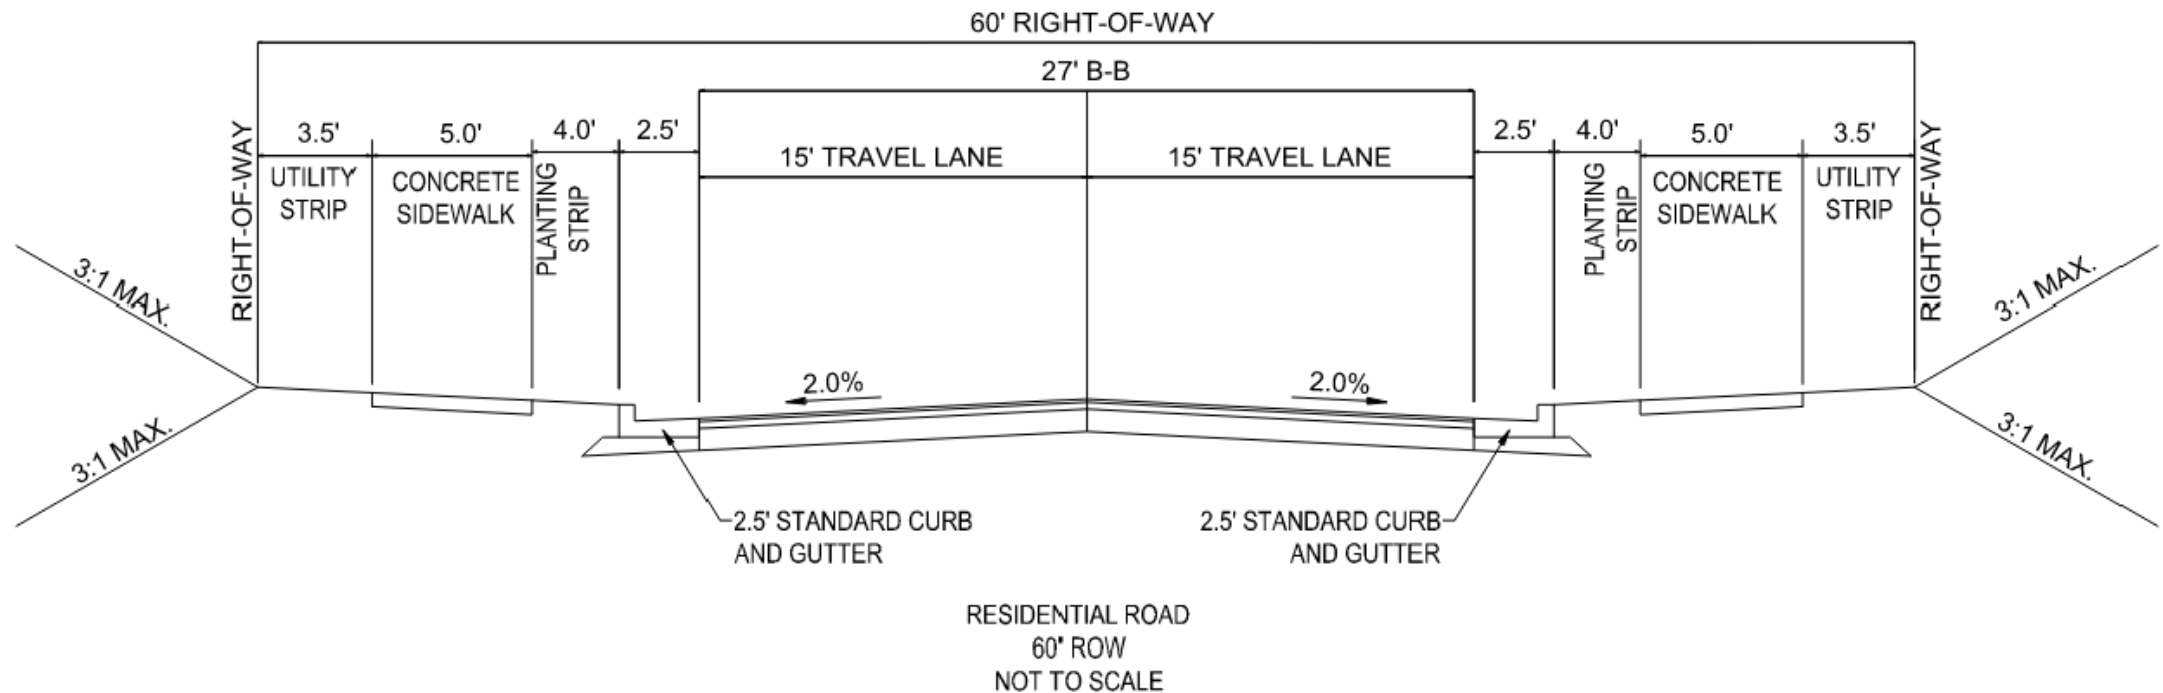 60' RIGHT-OF-WAY
27' B-B
3.5'
5.0'
4.0'
2.5'
2.5'
4.0'
5.0'
3.5'
15' TRAVEL LANE
15' TRAVEL LANE
RIGHT-OF-WAY
UTILITY
STRIP
CONCRETE
SIDEWALK
PLANTING
STRIP
PLANTING
STRIP
CONCRETE
SIDEWALK
UTILITY
STRIP
RIGHT-OF-WAY
3:1 MAX.
3:1 MAX.
2.0%
2.0%
3:1 MAX.
3:1 MAX.
2.5' STANDARD CURB
AND GUTTER
2.5' STANDARD CURB
AND GUTTER
RESIDENTIAL ROAD
60" ROW
NOT TO SCALE